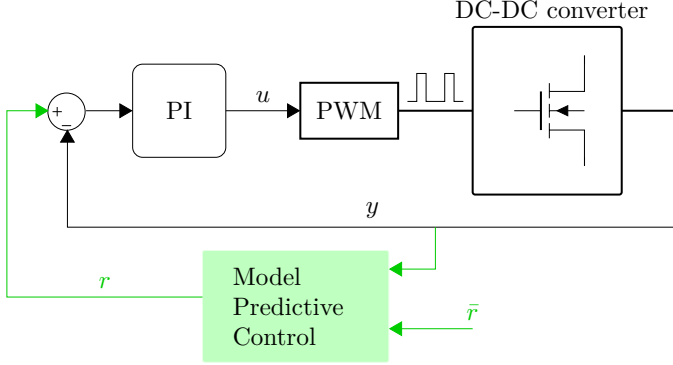 DC-DC converter
+
−
PI
u
PWM
y
r
Model
Predictive
Control
r̄